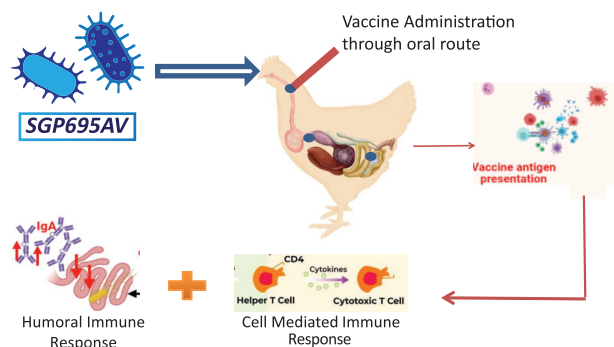 Vaccine Administration
through oral route
SGP695AV
Vaccine antigen
presentation
IgA
CD4
Cytokines
Helper T Cell
Cytotoxic T Cell
Humoral Immune
Response
Cell Mediated Immune
Response